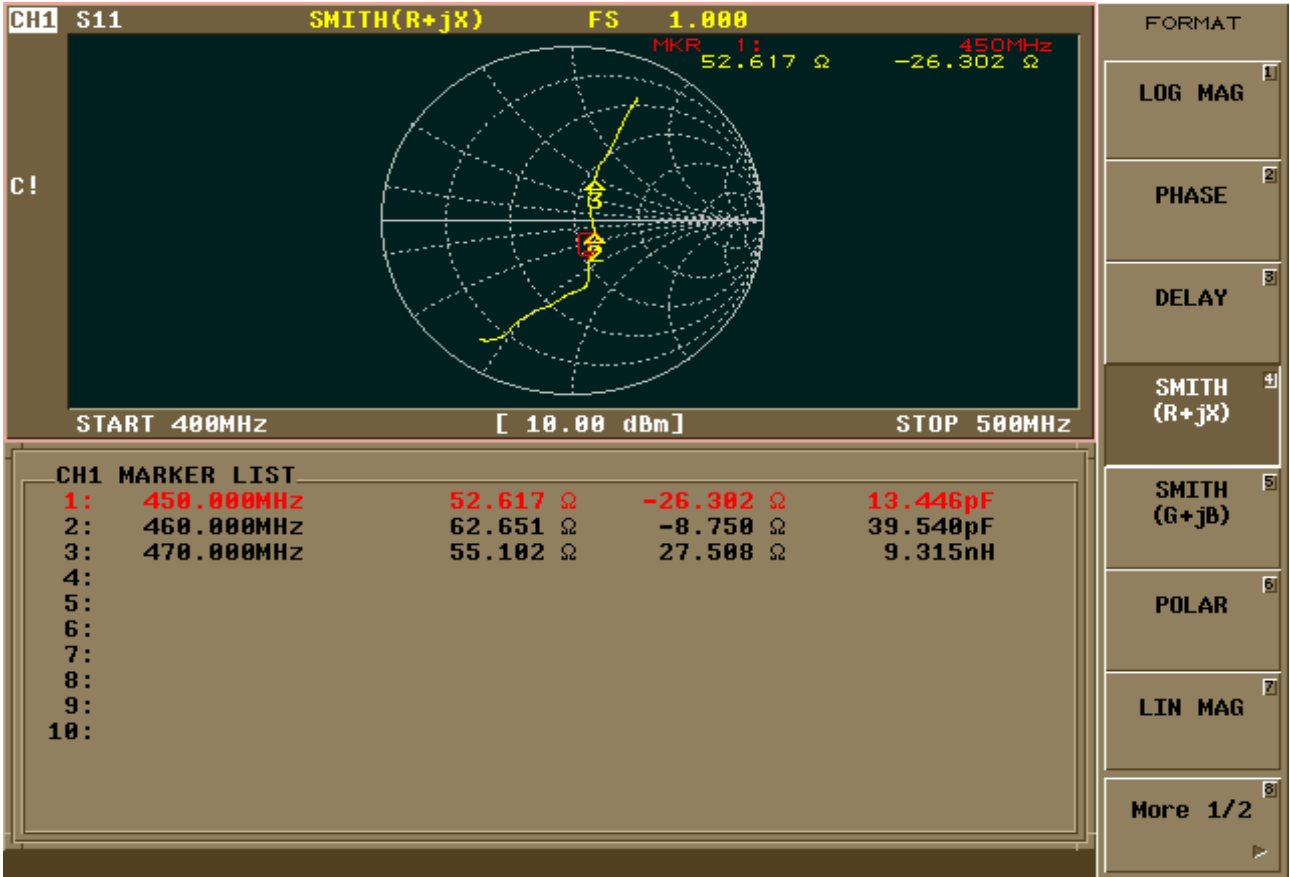 CH1 S11 SMITH(R+jX) FS 1.000
MKR 1: 450MHz
52.617 Ω -26.302 Ω
C!
3
2
START 400MHz [ 10.00 dBm] STOP 500MHz
CH1 MARKER LIST
1: 450.000MHz 52.617 Ω -26.302 Ω 13.446pF
2: 460.000MHz 62.651 Ω -8.750 Ω 39.540pF
3: 470.000MHz 55.102 Ω 27.508 Ω 9.315nH
4:
5:
6:
7:
8:
9:
10:
FORMAT
1
LOG MAG
2
PHASE
3
DELAY
4
SMITH
(R+jX)
5
SMITH
(G+jB)
6
POLAR
7
LIN MAG
8
More 1/2